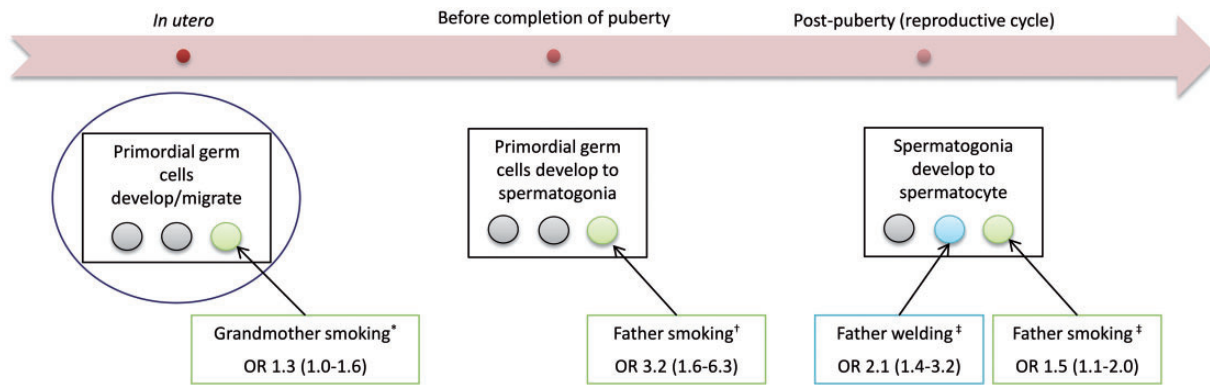 In utero
Before completion of puberty
Post-puberty (reproductive cycle)
Primordial germ
cells
develop/migrate
Primordial germ
cells develop to
spermatogonia
Spermatogonia
develop to
spermatocyte
Grandmother smoking*
OR 1.3 (1.0-1.6)
Father smoking†
OR 3.2 (1.6-6.3)
Father welding‡
OR 2.1 (1.4-3.2)
Father smoking‡
OR 1.5 (1.1-2.0)